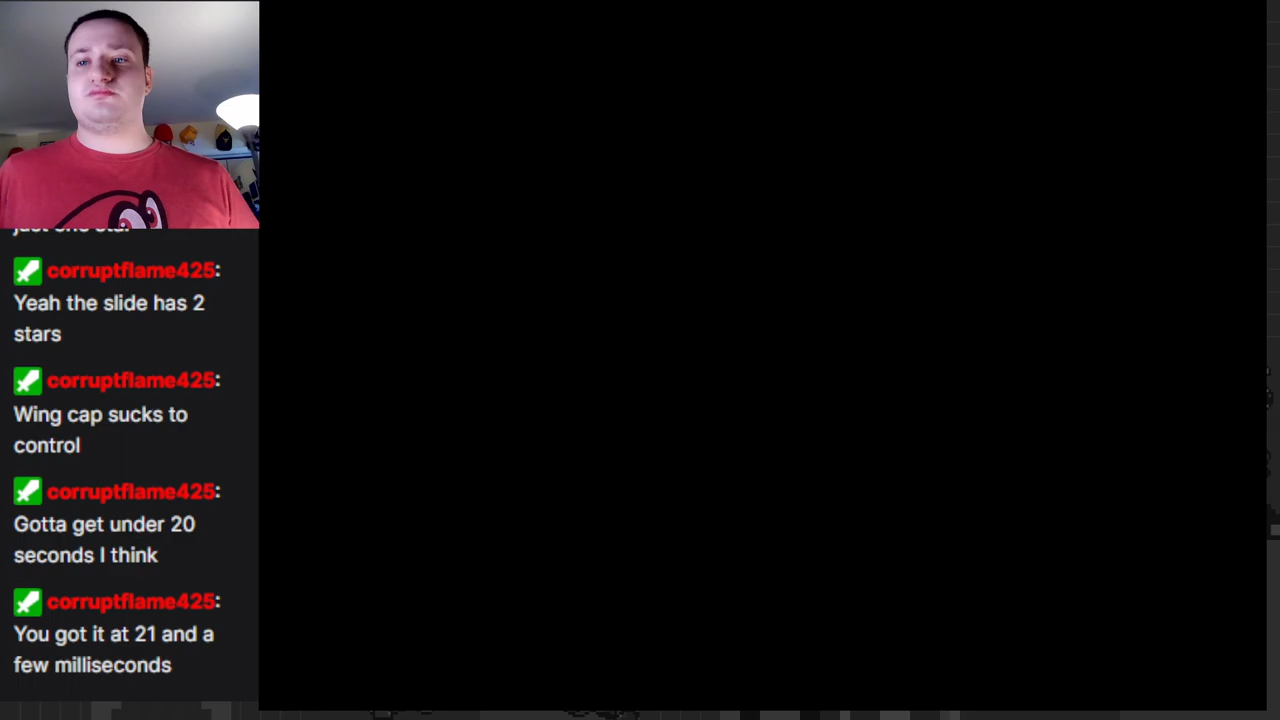 corruptflame425:
Yeah the slide has 2
stars
corruptflame425:
Wing cap sucks to
control
corruptflame425:
Gotta get under 20
seconds I think
corruptflame425:
You got it at 21 and a
few milliseconds